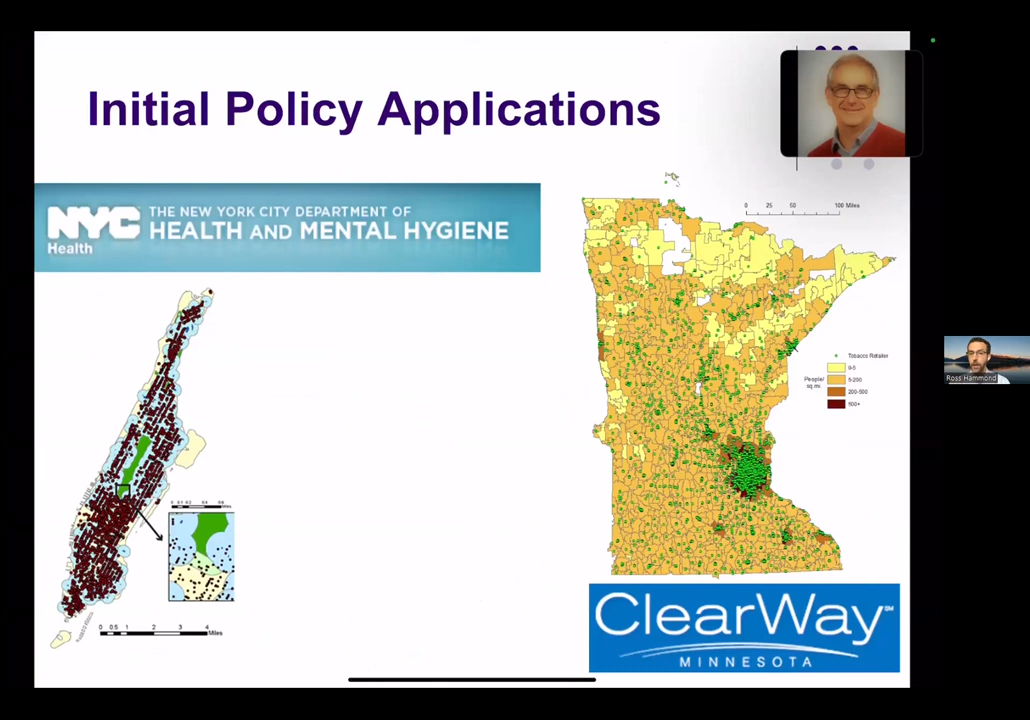 Initial Policy Applications
NYC
Health
THE NEW YORK CITY DEPARTMENT OF
HEALTH AND MENTAL HYGIENE
0 25 50 100 Miles
Tobacco Retailer
People/
sq mi
0-5
5-200
200-500
500+
Ross Hammond
0 0.5 1 2 3 4
Miles
ClearWay
SM
MINNESOTA